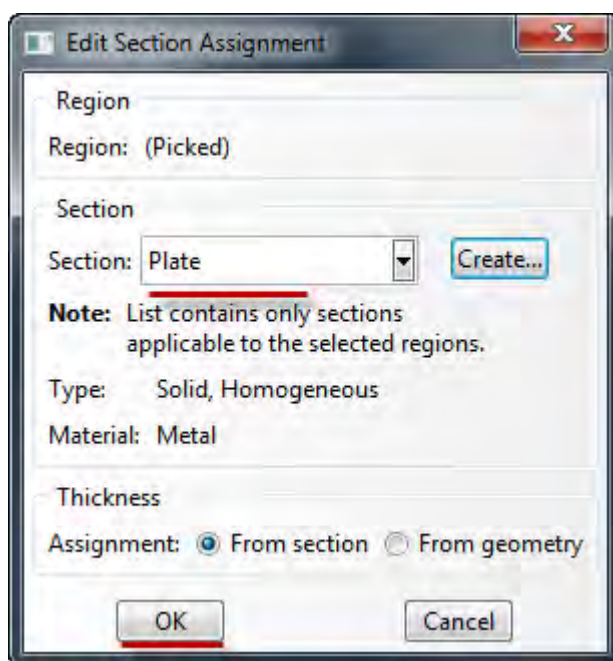 Edit Section Assignment
Region
Region: (Picked)
Section
Section: Plate Create...
Note: List contains only sections
applicable to the selected regions.
Type: Solid, Homogeneous
Material: Metal
Thickness
Assignment: From section From geometry
OK Cancel